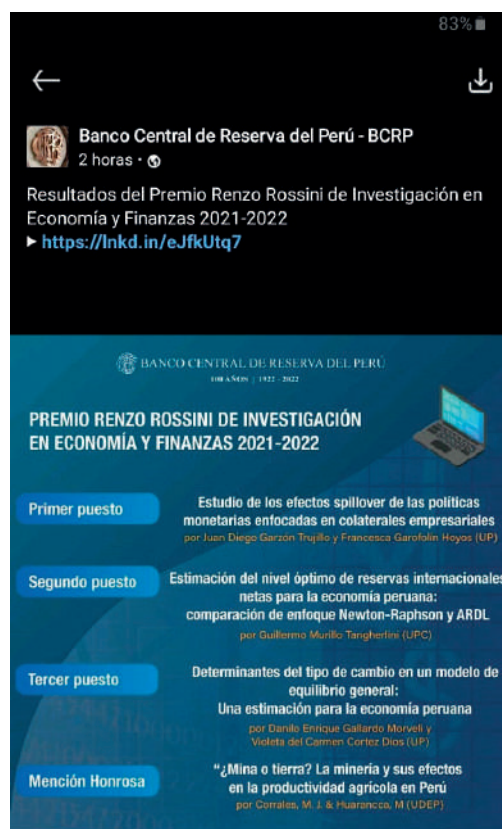 83%
Banco Central de Reserva del Perú - BCRP
2 horas ·
Resultados del Premio Renzo Rossini de Investigación en
Economía y Finanzas 2021-2022
► https://lnkd.in/eJfkUtq7
BANCO CENTRAL DE RESERVA DEL PERÚ
100 AÑOS | 1922 - 2022
PREMIO RENZO ROSSINI DE INVESTIGACIÓN
EN ECONOMÍA Y FINANZAS 2021-2022
Primer puesto
Estudio de los efectos spillover de las políticas
monetarias enfocadas en colaterales empresariales
por Juan Diego Garzón Trujillo y Francesca Garofolin Hoyos (UP)
Segundo puesto
Estimación del nivel óptimo de reservas internacionales
netas para la economía peruana:
comparación de enfoque Newton-Raphson y ARDL
por Guillermo Murillo Tangherlini (UPC)
Tercer puesto
Determinantes del tipo de cambio en un modelo de
equilibrio general:
Una estimación para la economía peruana
por Danilo Enrique Gallardo Morveli y
Violeta del Carmen Cortez Dios (UP)
Mención Honrosa
“¿Mina o tierra? La minería y sus efectos
en la productividad agrícola en Perú
por Corrales, M. J. & Huarancca, M (UDEP)